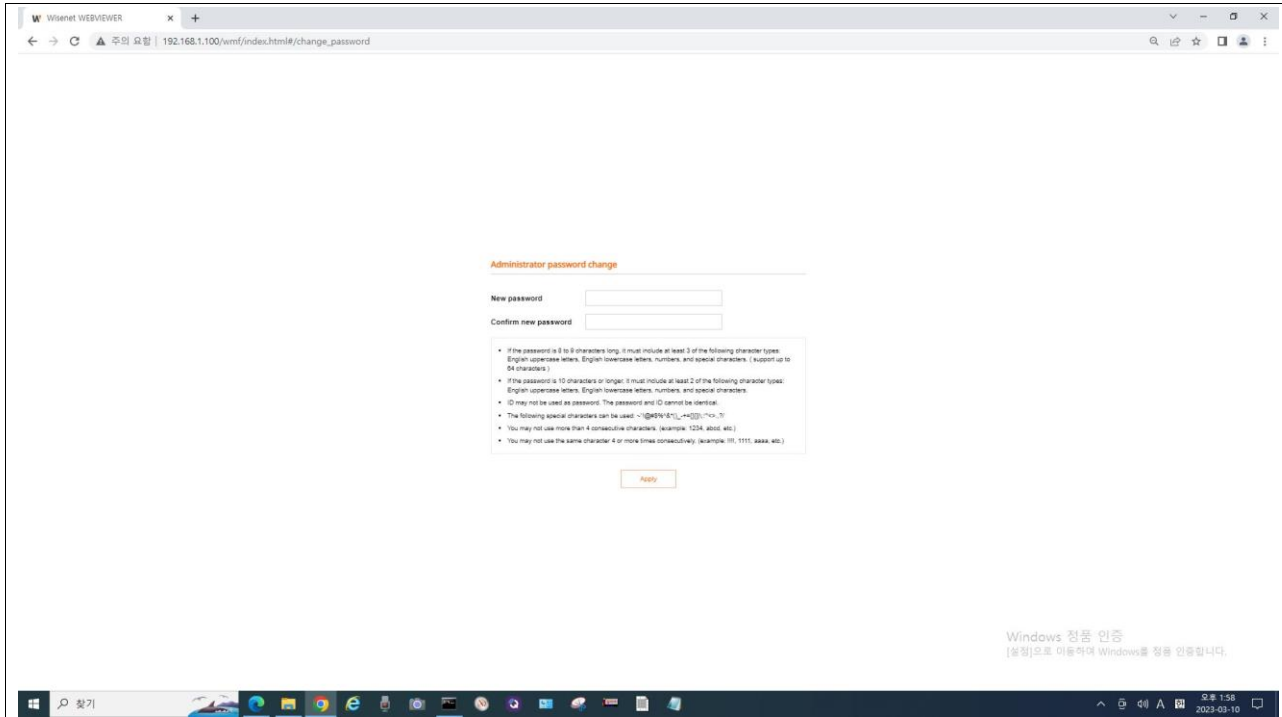 Wisenet WEBVIEWER
주의 요함 | 192.168.1.100/wmf/index.html#/change_password
Administrator password change
New password
Confirm new password
• If the password is 8 to 9 characters long, it must include at least 3 of the following character types:
English uppercase letters, English lowercase letters, numbers, and special characters. ( support up to
64 characters )
• If the password is 10 characters or longer, it must include at least 2 of the following character types:
English uppercase letters, English lowercase letters, numbers, and special characters.
• ID may not be used as password. The password and ID cannot be identical.
• The following special characters can be used:
• You may not use more than 4 consecutive characters. (example: 1234, abcd, etc.)
• You may not use the same character 4 or more times consecutively. (example: !!!!, 1111, aaaa, etc.)
Apply
Windows 정품 인증
[설정]으로 이동하여 Windows를 정품 인증합니다.
찾기
A
오후 1:58
2023-03-10